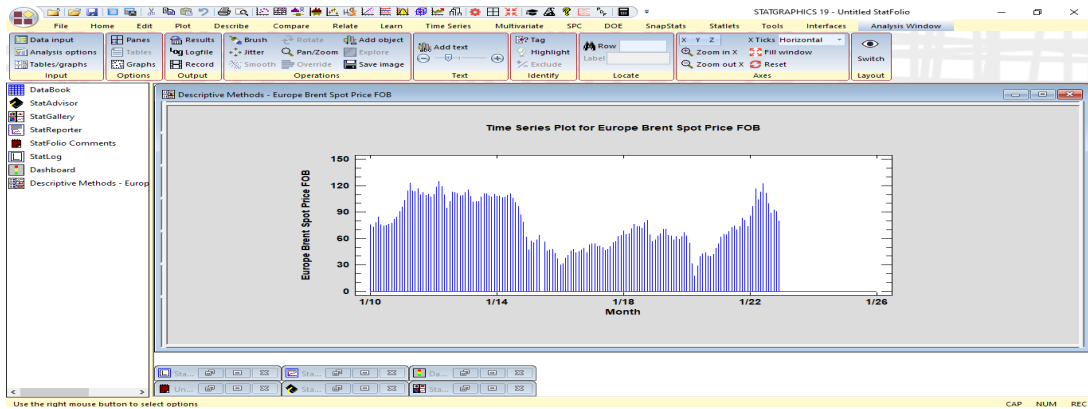 STATGRAPHICS 19 - Untitled StatFolio
File Home Edit Plot Describe Compare Relate Learn Time Series Multivariate SPC DOE SnapStats Statlets Tools Interfaces Analysis Window
Data input Panes Results Brush Rotate Add object Add text ? Tag Row X Y Z X Ticks Horizontal
Analysis options Tables Log Logfile Jitter Pan/Zoom Explore Highlight Label Zoom in X Fill window Switch
Tables/graphs Graphs Record Smooth Override Save image Exclude Zoom out X Reset
Input Options Output Operations Text Identify Locate Axes Layout
DataBook
StatAdvisor
StatGallery
StatReporter
StatFolio Comments
StatLog
Dashboard
Descriptive Methods - Europ
Descriptive Methods - Europe Brent Spot Price FOB
Time Series Plot for Europe Brent Spot Price FOB
Europe Brent Spot Price FOB
150
120
90
60
30
0
1/10 1/14 1/18 1/22 1/26
Month
Sta... Sta... Da...
Un... Sta... Sta...
Use the right mouse button to select options CAP NUM REC